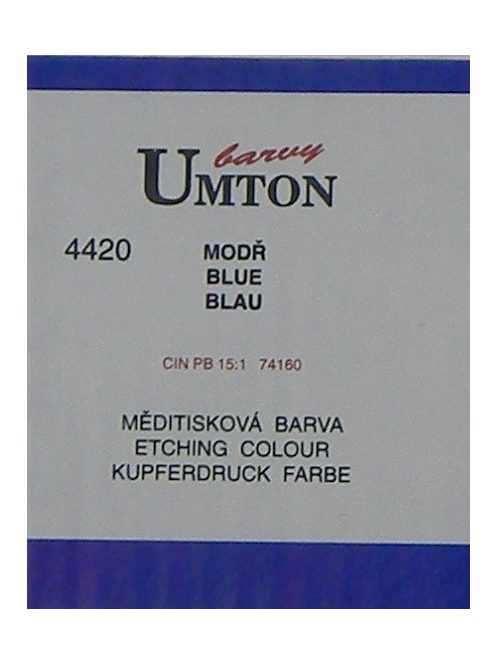 barvy
UMTON
4420 MODŘ
BLUE
BLAU
CIN PB 15:1 74160
MĚDITISKOVÁ BARVA
ETCHING COLOUR
KUPFERDRUCK FARBE